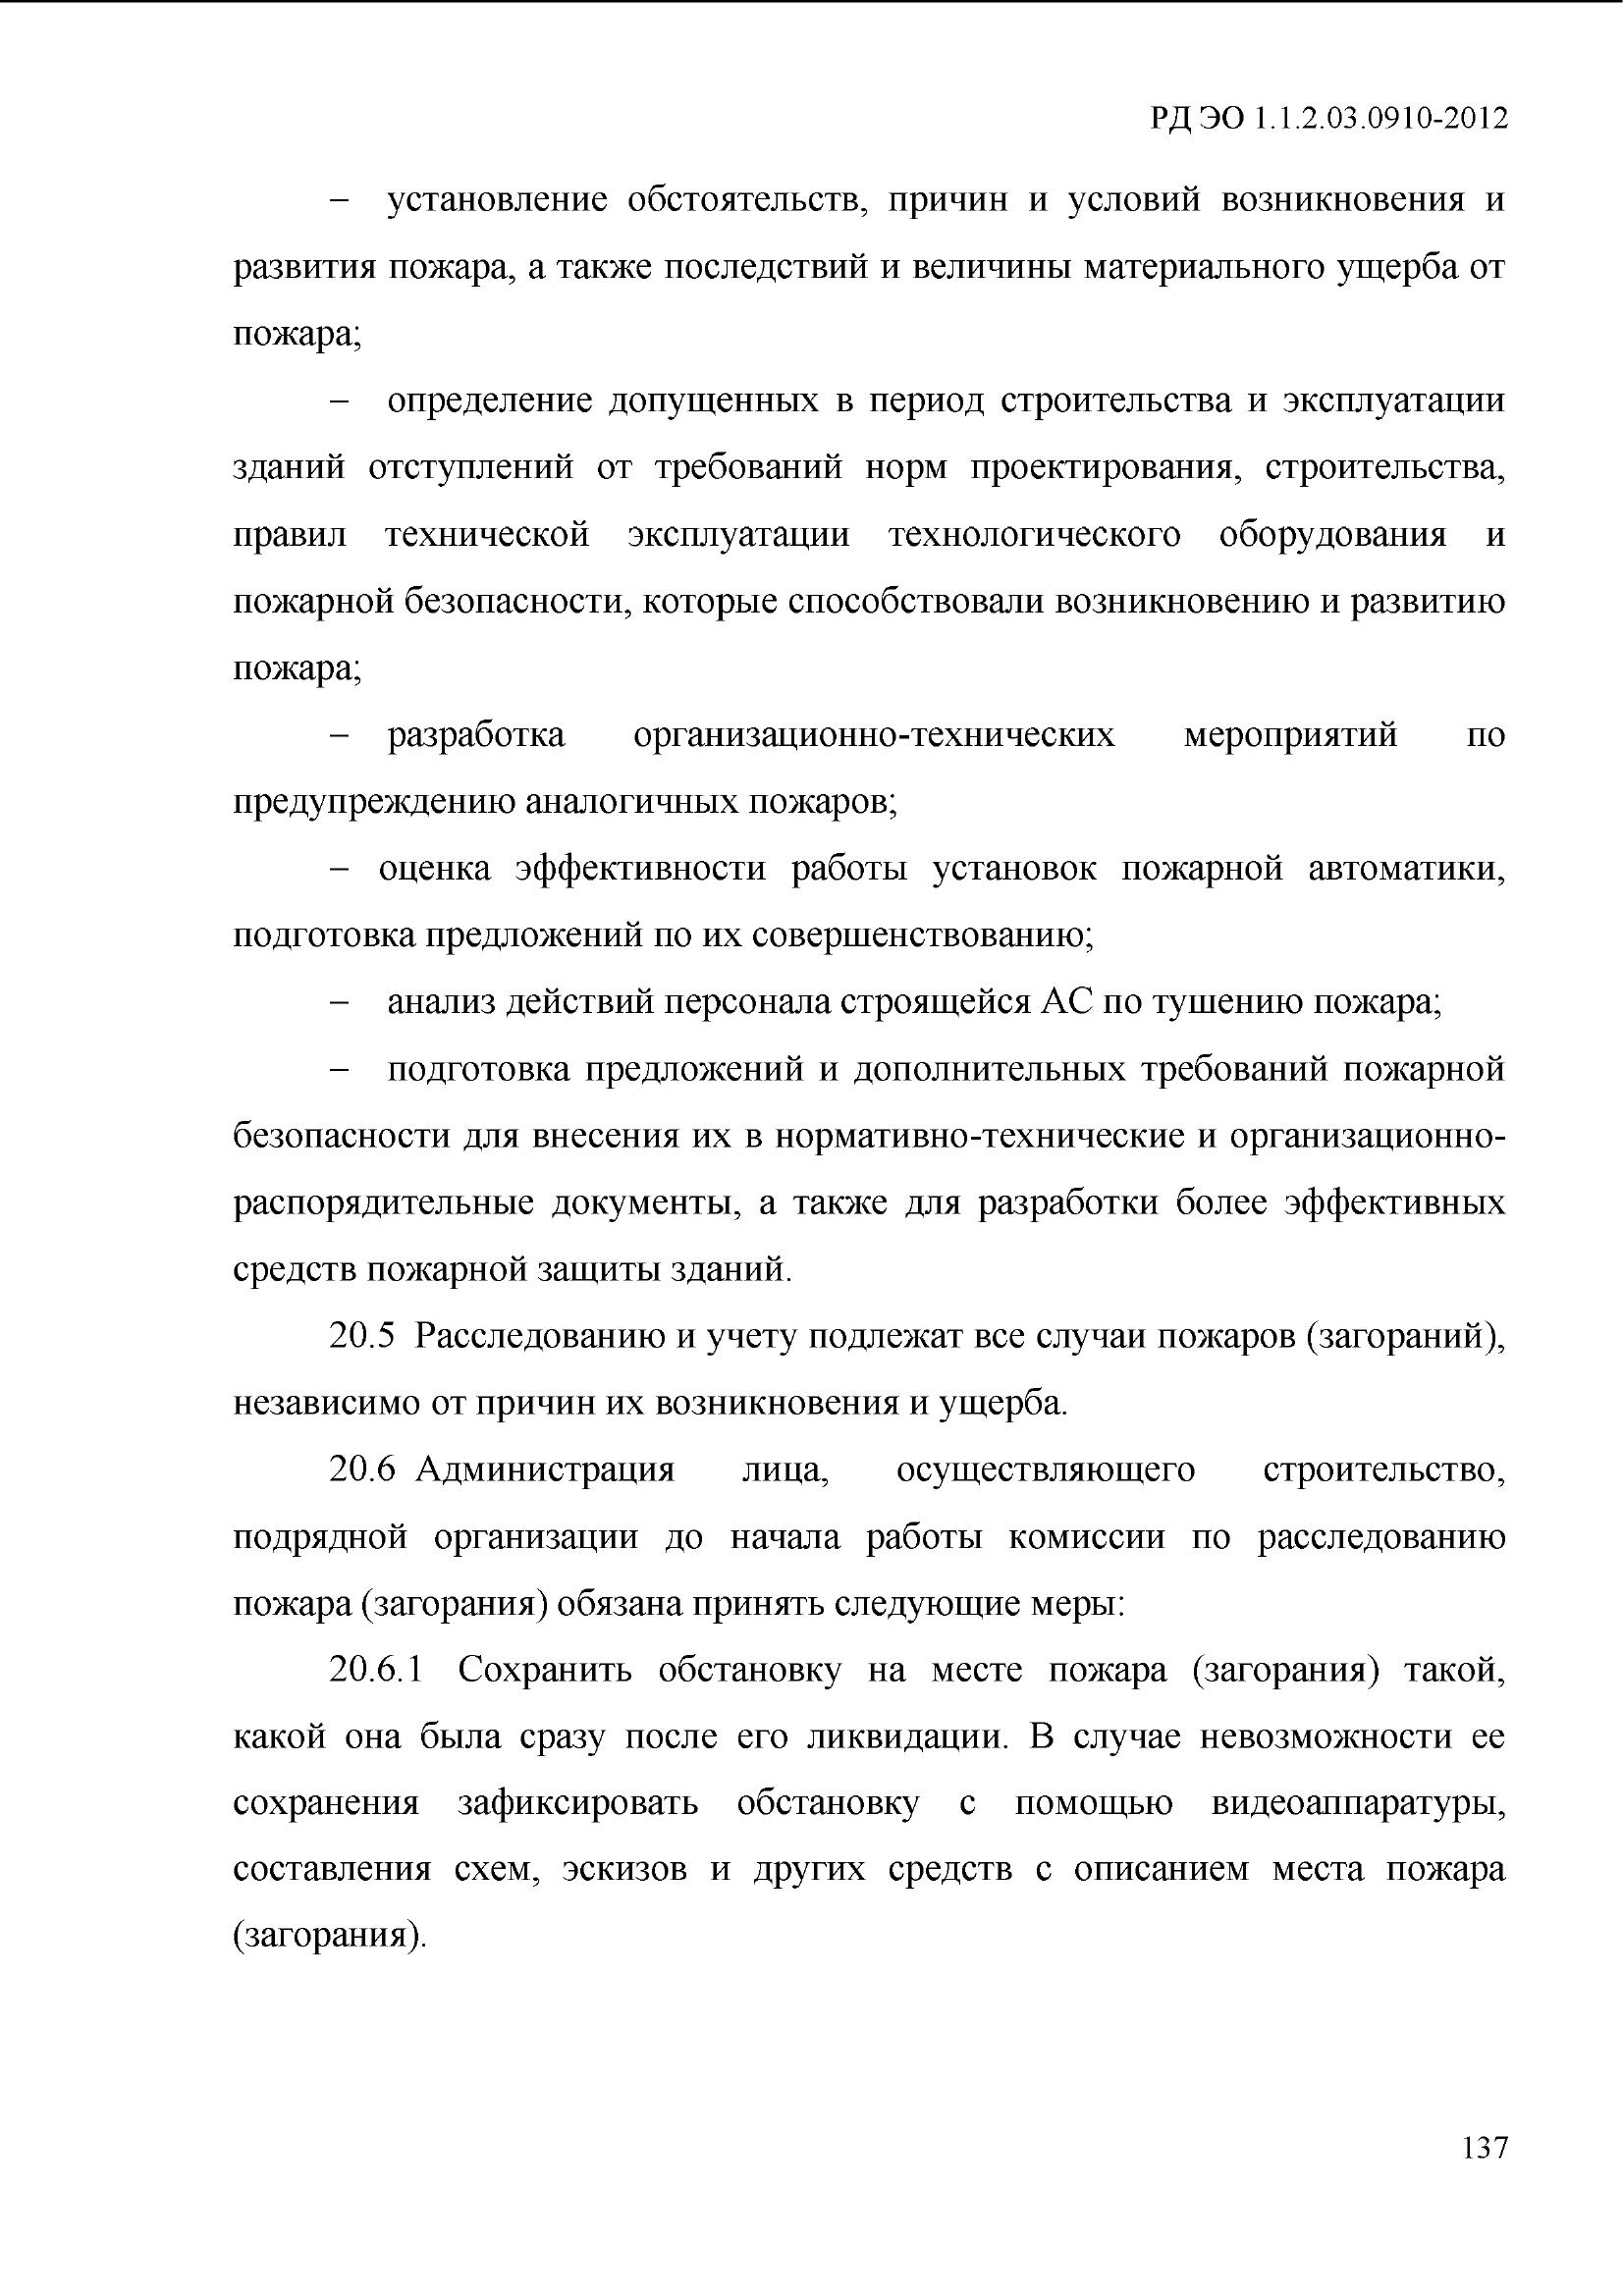 РД ЭО 1.1.2.03.0910-2012
– установление обстоятельств, причин и условий возникновения и
развития пожара, а также последствий и величины материального ущерба от
пожара;
– определение допущенных в период строительства и эксплуатации
зданий отступлений от требований норм проектирования, строительства,
правил технической эксплуатации технологического оборудования и
пожарной безопасности, которые способствовали возникновению и развитию
пожара;
– разработка организационно-технических мероприятий по
предупреждению аналогичных пожаров;
– оценка эффективности работы установок пожарной автоматики,
подготовка предложений по их совершенствованию;
– анализ действий персонала строящейся АС по тушению пожара;
– подготовка предложений и дополнительных требований пожарной
безопасности для внесения их в нормативно-технические и организационно-
распорядительные документы, а также для разработки более эффективных
средств пожарной защиты зданий.
20.5 Расследованию и учету подлежат все случаи пожаров (загораний),
независимо от причин их возникновения и ущерба.
20.6 Администрация лица, осуществляющего строительство,
подрядной организации до начала работы комиссии по расследованию
пожара (загорания) обязана принять следующие меры:
20.6.1 Сохранить обстановку на месте пожара (загорания) такой,
какой она была сразу после его ликвидации. В случае невозможности ее
сохранения зафиксировать обстановку с помощью видеоаппаратуры,
составления схем, эскизов и других средств с описанием места пожара
(загорания).
137